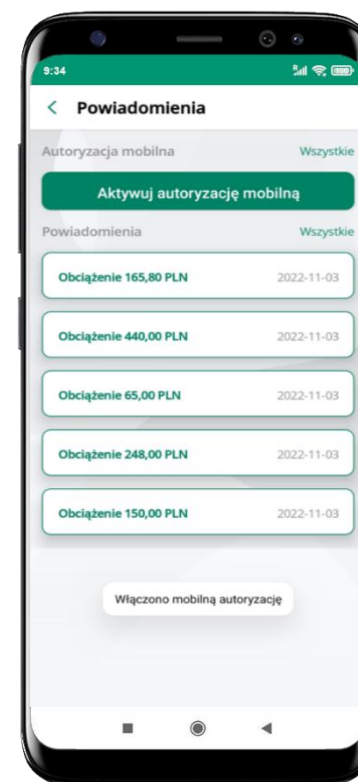 9:34
Powiadomienia
Autoryzacja mobilna Wszystkie
Aktywuj autoryzację mobilną
Powiadomienia Wszystkie
Obciążenie 165,80 PLN 2022-11-03
Obciążenie 440,00 PLN 2022-11-03
Obciążenie 65,00 PLN 2022-11-03
Obciążenie 248,00 PLN 2022-11-03
Obciążenie 150,00 PLN 2022-11-03
Włączono mobilną autoryzację